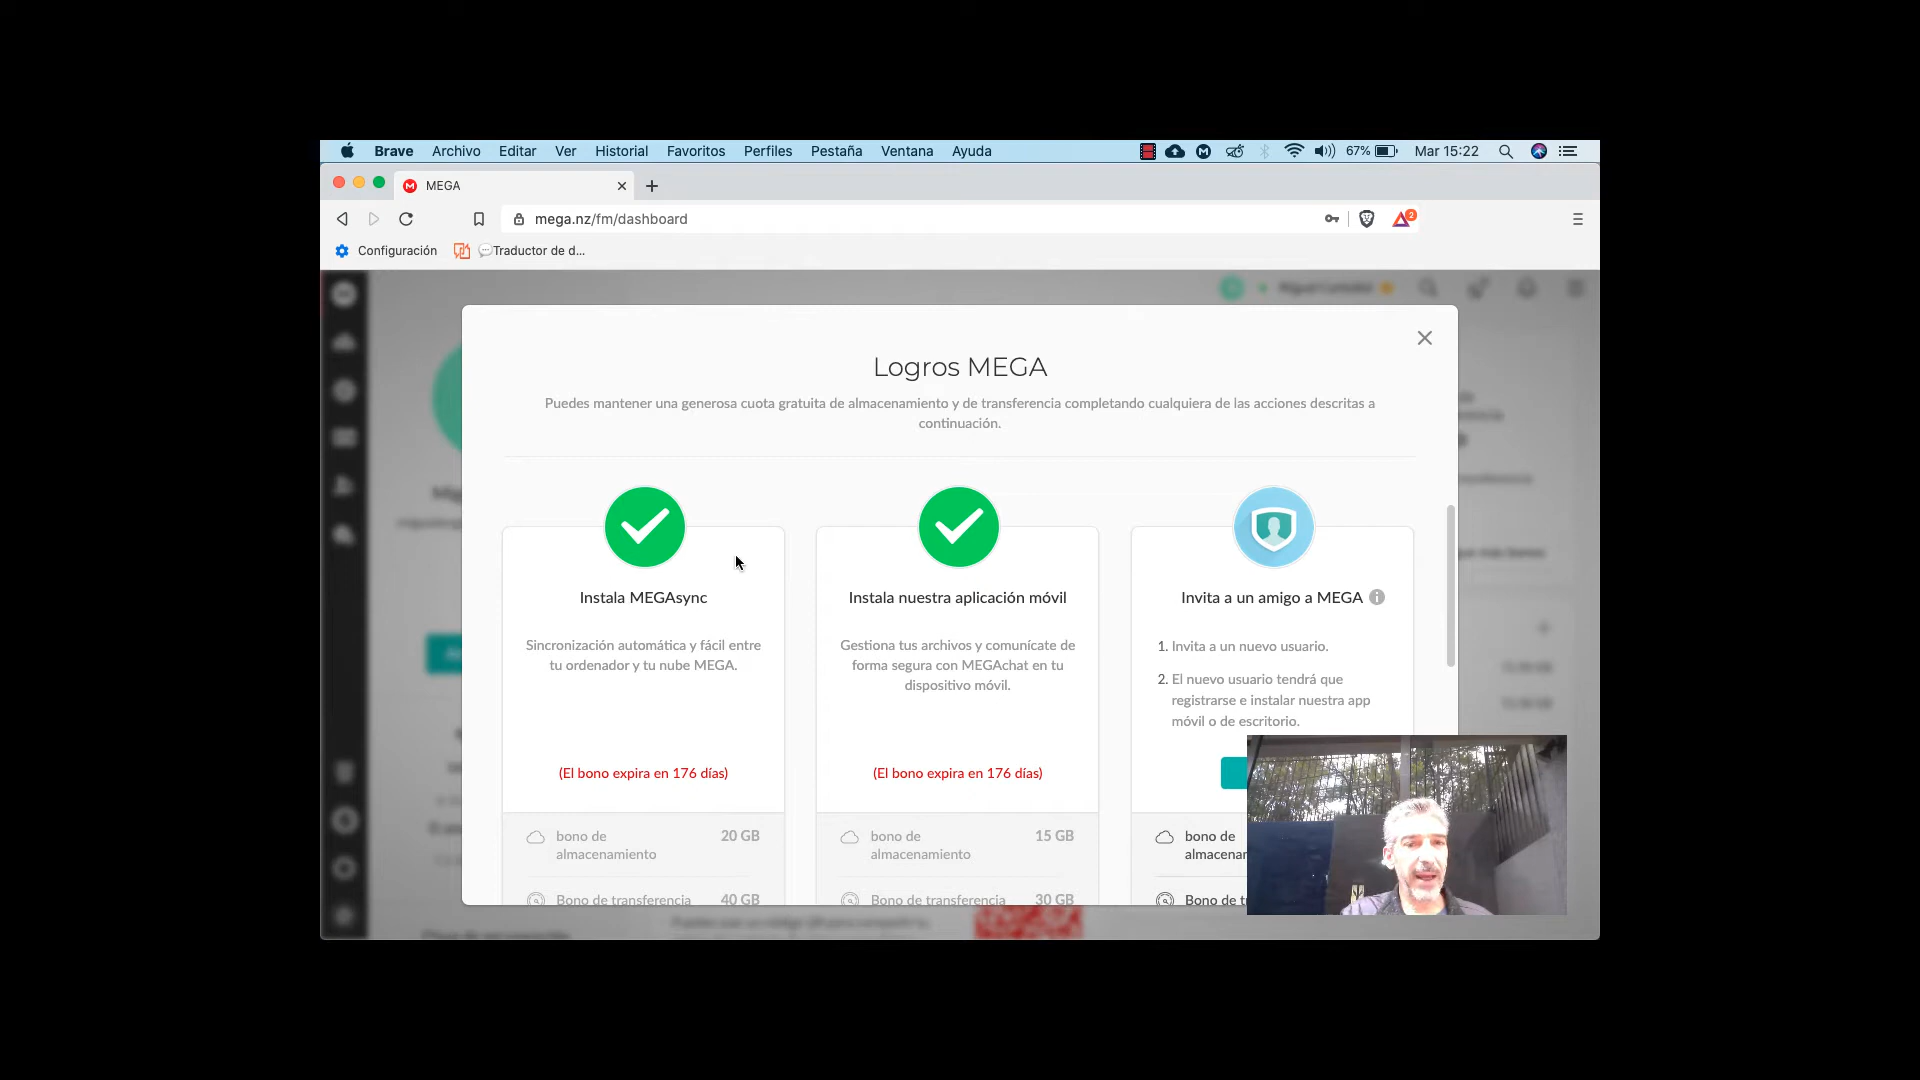 Brave Archivo Editar Ver Historial Favoritos Perfiles Pestaña Ventana Ayuda 67% Mar 15:22
MEGA
mega.nz/fm/dashboard
2
Configuración Traductor de d...
Logros MEGA
Puedes mantener una generosa cuota gratuita de almacenamiento y de transferencia completando cualquiera de las acciones descritas a
continuación.
Instala MEGAsync
Sincronización automática y fácil entre
tu ordenador y tu nube MEGA.
(El bono expira en 176 días)
bono de
almacenamiento
20 GB
Bono de transferencia 40 GB
Instala nuestra aplicación móvil
Gestiona tus archivos y comunícate de
forma segura con MEGAchat en tu
dispositivo móvil.
(El bono expira en 176 días)
bono de
almacenamiento
15 GB
Bono de transferencia 30 GB
Invita a un amigo a MEGA
1. Invita a un nuevo usuario.
2. El nuevo usuario tendrá que
registrarse e instalar nuestra app
móvil o de escritorio.
bono de
almacenam
Bono de